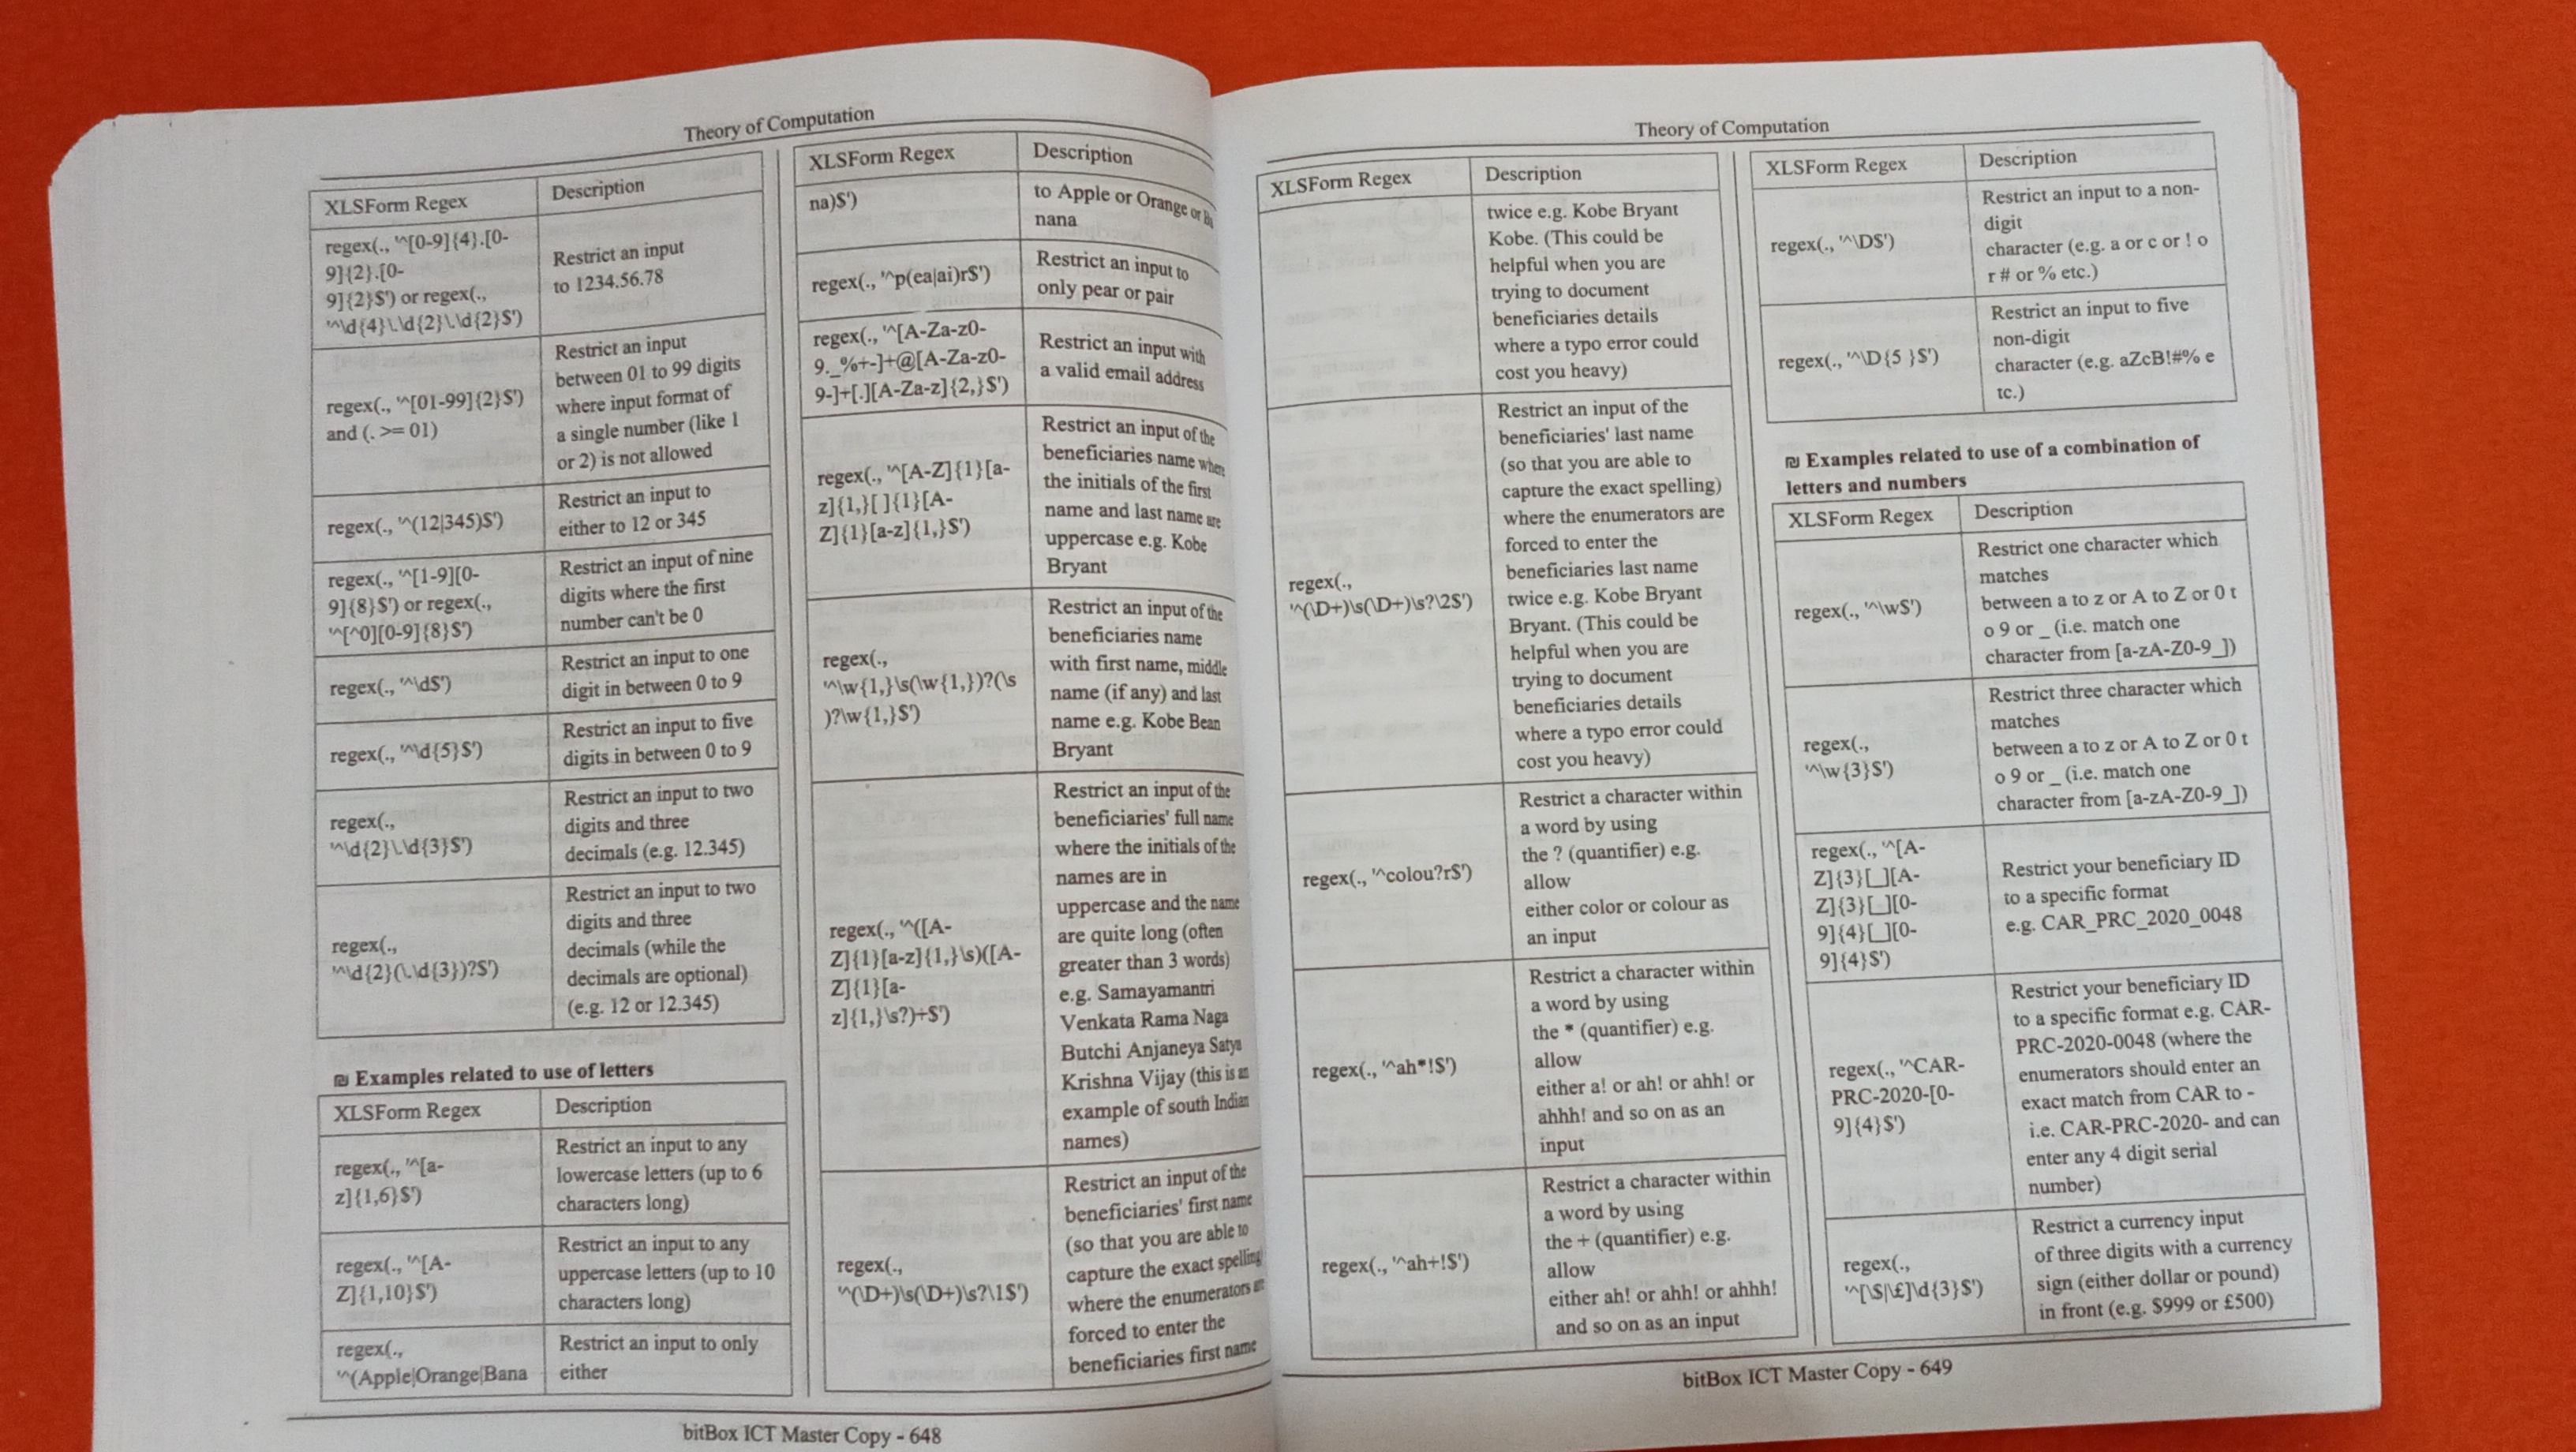 Theory of Computation
XLSForm Regex
Description
regex(., '^[0-9]{4}.[0-
9]{2}.[0-
9]{2}$') or regex(.,
'^\d{4}\.\d{2}\.\d{2}$')
Restrict an input
to 1234.56.78
regex(., '^[01-99]{2}$')
and (. >= 01)
Restrict an input
between 01 to 99 digits
where input format of
a single number (like 1
or 2) is not allowed
regex(., '^(12|345)$')
Restrict an input to
either to 12 or 345
regex(., '^[1-9][0-
9]{8}$') or regex(.,
'^[^0][0-9]{8}$')
Restrict an input of nine
digits where the first
number can't be 0
regex(., '^\d$')
Restrict an input to one
digit in between 0 to 9
regex(., '^\d{5}$')
Restrict an input to five
digits in between 0 to 9
regex(.,
'^\d{2}\.\d{3}$')
Restrict an input to two
digits and three
decimals (e.g. 12.345)
regex(.,
'^\d{2}(\.\d{3})?$')
Restrict an input to two
digits and three
decimals (while the
decimals are optional)
(e.g. 12 or 12.345)
₪ Examples related to use of letters
XLSForm Regex
Description
regex(., '^[a-
z]{1,6}$')
Restrict an input to any
lowercase letters (up to 6
characters long)
regex(., '^[A-
Z]{1,10}$')
Restrict an input to any
uppercase letters (up to 10
characters long)
regex(.,
'^(Apple|Orange|Bana
Restrict an input to only
either
XLSForm Regex
Description
na)$')
to Apple or Orange or Ba
nana
regex(., '^p(ea|ai)r$')
Restrict an input to
only pear or pair
regex(., '^[A-Za-z0-
9._%+-]+@[A-Za-z0-
9-]+[.][A-Za-z]{2,}$')
Restrict an input with
a valid email address
regex(., '^[A-Z]{1}[a-
z]{1,}[ ]{1}[A-
Z]{1}[a-z]{1,}$')
Restrict an input of the
beneficiaries name where
the initials of the first
name and last name are
uppercase e.g. Kobe
Bryant
regex(.,
'^\w{1,}\s(\w{1,})?(\s
)?\w{1,}$')
Restrict an input of the
beneficiaries name
with first name, middle
name (if any) and last
name e.g. Kobe Bean
Bryant
regex(., '^([A-
Z]{1}[a-z]{1,}\s)([A-
Z]{1}[a-
z]{1,}\s?)+$')
Restrict an input of the
beneficiaries' full name
where the initials of the
names are in
uppercase and the name
are quite long (often
greater than 3 words)
e.g. Samayamantri
Venkata Rama Naga
Butchi Anjaneya Satya
Krishna Vijay (this is an
example of south Indian
names)
regex(.,
'^(\D+)\s(\D+)\s?\1$')
Restrict an input of the
beneficiaries' first name
(so that you are able to
capture the exact spelling
where the enumerators are
forced to enter the
beneficiaries first name
bitBox ICT Master Copy - 648
Theory of Computation
XLSForm Regex
Description
twice e.g. Kobe Bryant
Kobe. (This could be
helpful when you are
trying to document
beneficiaries details
where a typo error could
cost you heavy)
regex(.,
'^(\D+)\s(\D+)\s?\2$')
Restrict an input of the
beneficiaries' last name
(so that you are able to
capture the exact spelling)
where the enumerators are
forced to enter the
beneficiaries last name
twice e.g. Kobe Bryant
Bryant. (This could be
helpful when you are
trying to document
beneficiaries details
where a typo error could
cost you heavy)
regex(., '^colou?r$')
Restrict a character within
a word by using
the ? (quantifier) e.g.
allow
either color or colour as
an input
regex(., '^ah*!$')
Restrict a character within
a word by using
the * (quantifier) e.g.
allow
either a! or ah! or ahh! or
ahhh! and so on as an
input
regex(., '^ah+!$')
Restrict a character within
a word by using
the + (quantifier) e.g.
allow
either ah! or ahh! or ahhh!
and so on as an input
XLSForm Regex
Description
regex(., '^\D$')
Restrict an input to a non-
digit
character (e.g. a or c or ! o
r # or % etc.)
regex(., '^\D{5 }$')
Restrict an input to five
non-digit
character (e.g. aZcB!#% e
tc.)
₪ Examples related to use of a combination of
letters and numbers
XLSForm Regex
Description
regex(., '^\w$')
Restrict one character which
matches
between a to z or A to Z or 0 t
o 9 or _ (i.e. match one
character from [a-zA-Z0-9_])
regex(.,
'^\w{3}$')
Restrict three character which
matches
between a to z or A to Z or 0 t
o 9 or _ (i.e. match one
character from [a-zA-Z0-9_])
regex(., '^[A-
Z]{3}[_][A-
Z]{3}[_][0-
9]{4}[_][0-
9]{4}$')
Restrict your beneficiary ID
to a specific format
e.g. CAR_PRC_2020_0048
regex(., '^CAR-
PRC-2020-[0-
9]{4}$')
Restrict your beneficiary ID
to a specific format e.g. CAR-
PRC-2020-0048 (where the
enumerators should enter an
exact match from CAR to -
i.e. CAR-PRC-2020- and can
enter any 4 digit serial
number)
regex(.,
'^[\$|\£]\d{3}$')
Restrict a currency input
of three digits with a currency
sign (either dollar or pound)
in front (e.g. $999 or £500)
bitBox ICT Master Copy - 649